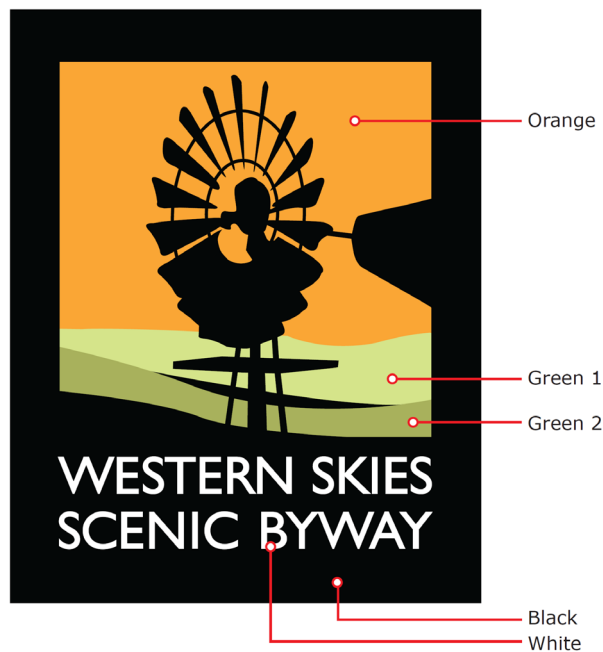 Orange
Green 1
Green 2
WESTERN SKIES
SCENIC BYWAY
Black
White